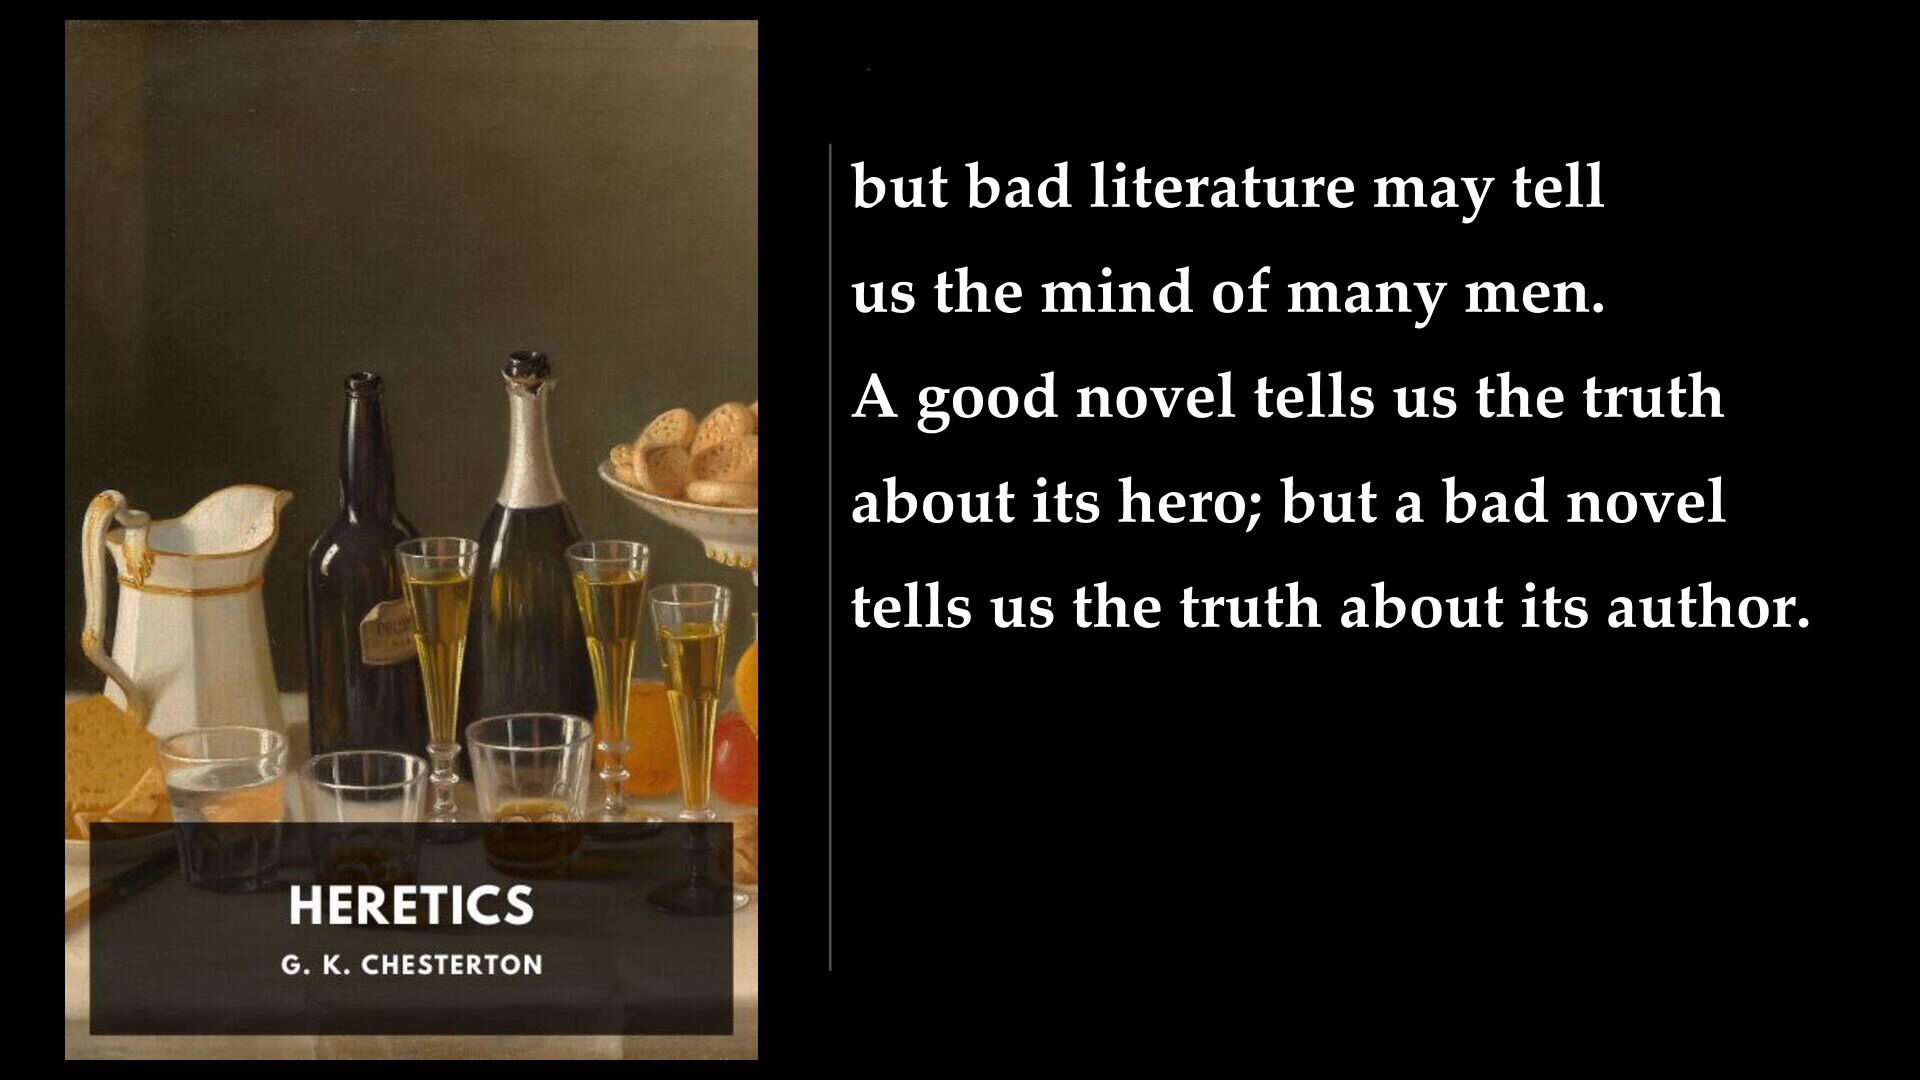 but bad literature may tell
us the mind of many men.
A good novel tells us the truth
about its hero; but a bad novel
tells us the truth about its author.
HERETICS
G. K. CHESTERTON